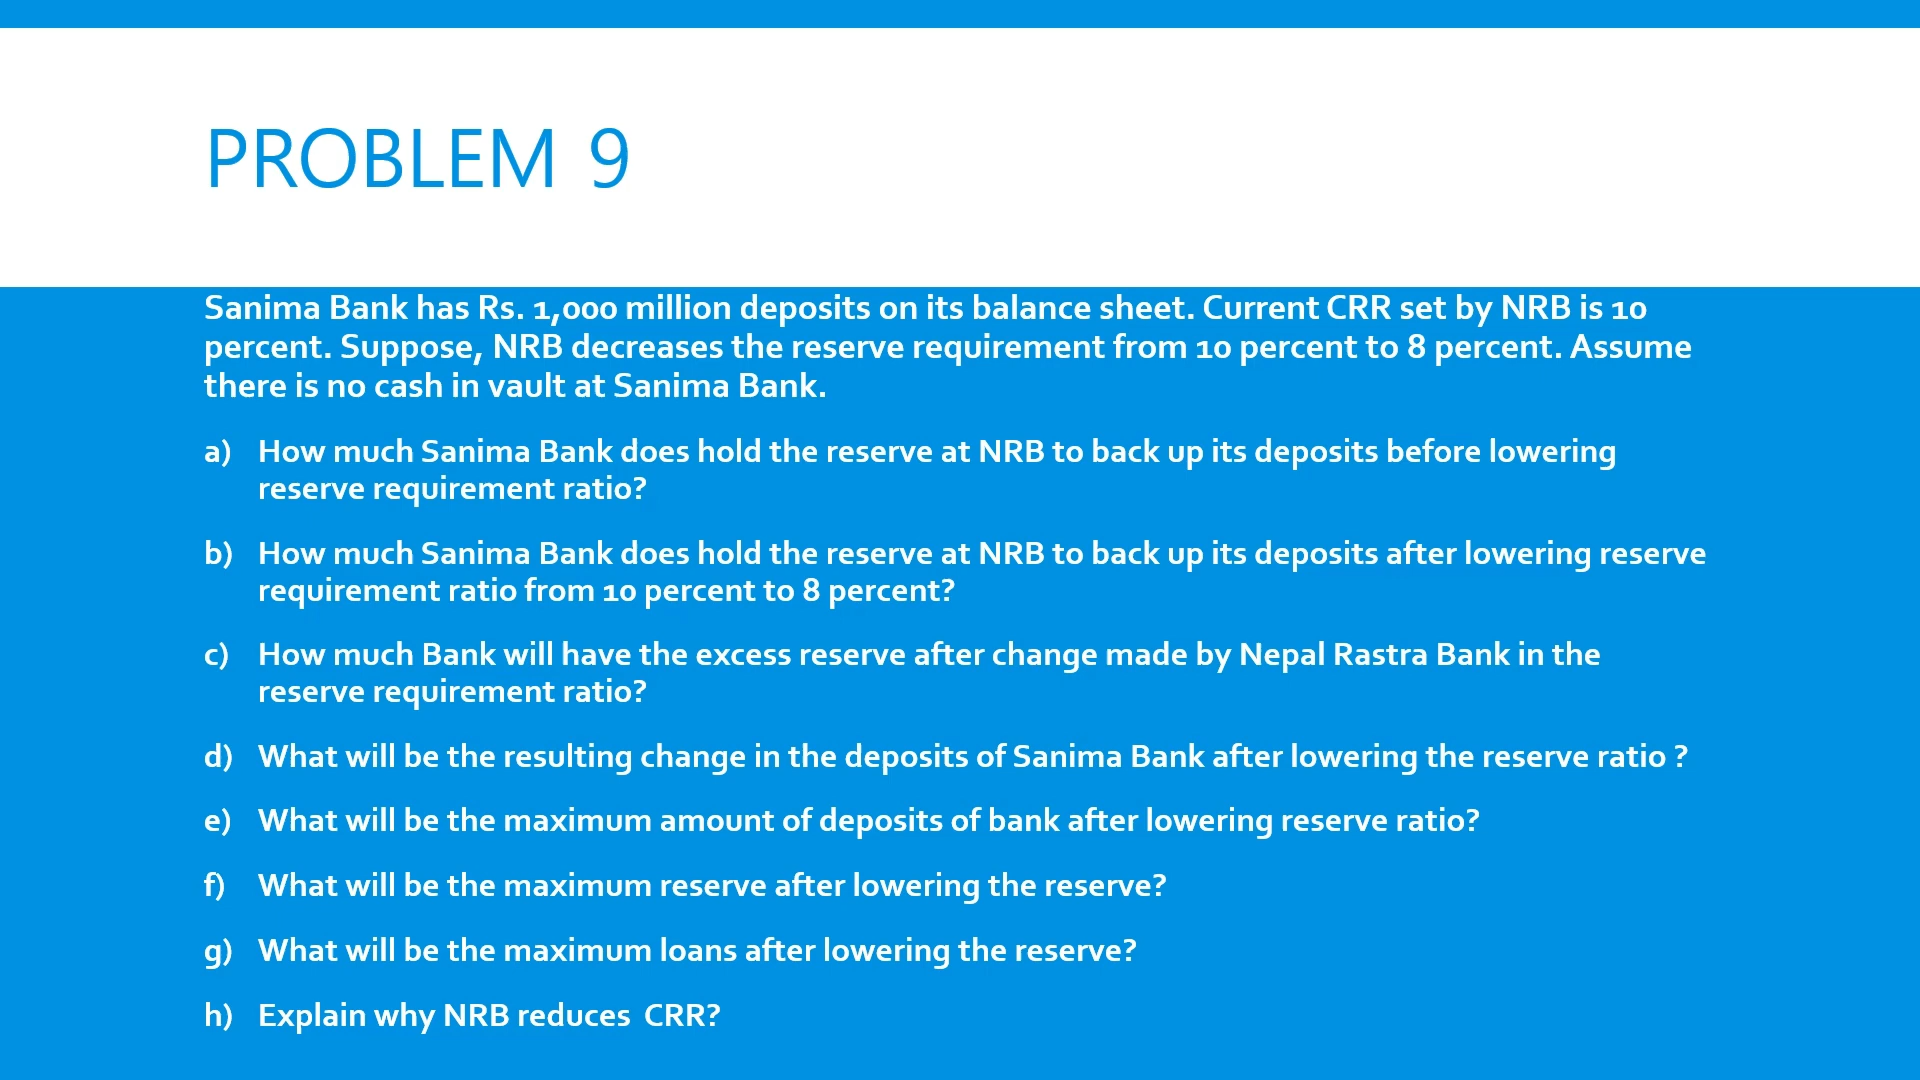 PROBLEM 9
Sanima Bank has Rs. 1,000 million deposits on its balance sheet. Current CRR set by NRB is 10
percent. Suppose, NRB decreases the reserve requirement from 10 percent to 8 percent. Assume
there is no cash in vault at Sanima Bank.
a) How much Sanima Bank does hold the reserve at NRB to back up its deposits before lowering
reserve requirement ratio?
b) How much Sanima Bank does hold the reserve at NRB to back up its deposits after lowering reserve
requirement ratio from 10 percent to 8 percent?
c) How much Bank will have the excess reserve after change made by Nepal Rastra Bank in the
reserve requirement ratio?
d) What will be the resulting change in the deposits of Sanima Bank after lowering the reserve ratio ?
e) What will be the maximum amount of deposits of bank after lowering reserve ratio?
f) What will be the maximum reserve after lowering the reserve?
g) What will be the maximum loans after lowering the reserve?
h) Explain why NRB reduces CRR?